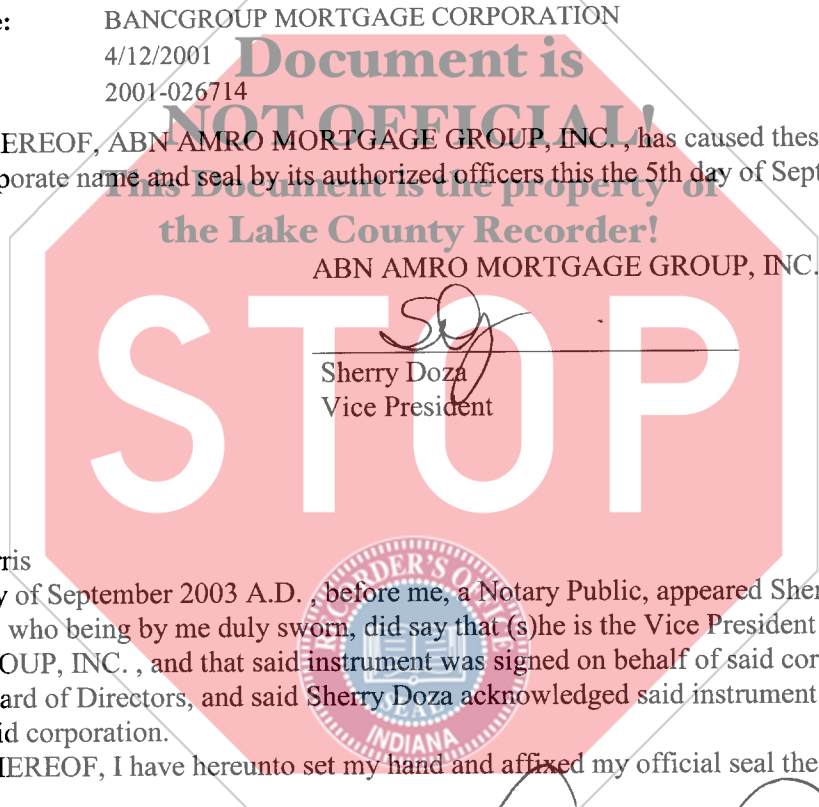 e: BANCGROUP MORTGAGE CORPORATION
4/12/2001
Document is
2001-026714
NOT OFFICIAL!
EREOF, ABN AMRO MORTGAGE GROUP, INC. , has caused thes
porate name and seal by its authorized officers this the 5th day of Sept
This Document is the property of
the Lake County Recorder!
ABN AMRO MORTGAGE GROUP, INC.
STOP
Sherry Doza
Vice President
rris
y of September 2003 A.D. , before me, a Notary Public, appeared Sher
who being by me duly sworn, did say that (s)he is the Vice President
OUP, INC. , and that said instrument was signed on behalf of said cor
ard of Directors, and said Sherry Doza acknowledged said instrument
id corporation.
IEREOF, I have hereunto set my hand and affixed my official seal the
RECORDER'S OFFICE
SEAL
INDIANA